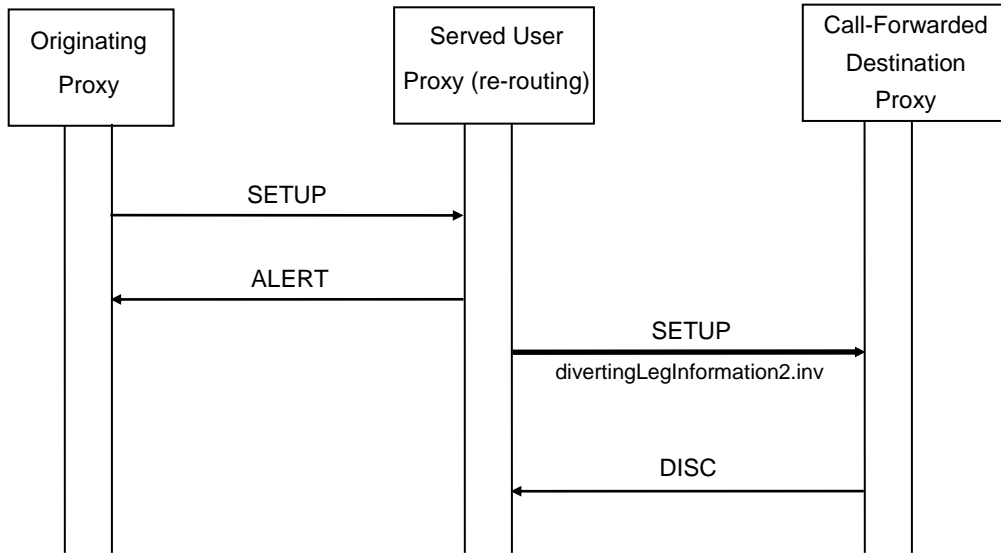 Originating
Proxy
Served User
Proxy (re-routing)
Call-Forwarded
Destination
Proxy
SETUP
ALERT
SETUP
divertingLegInformation2.inv
DISC